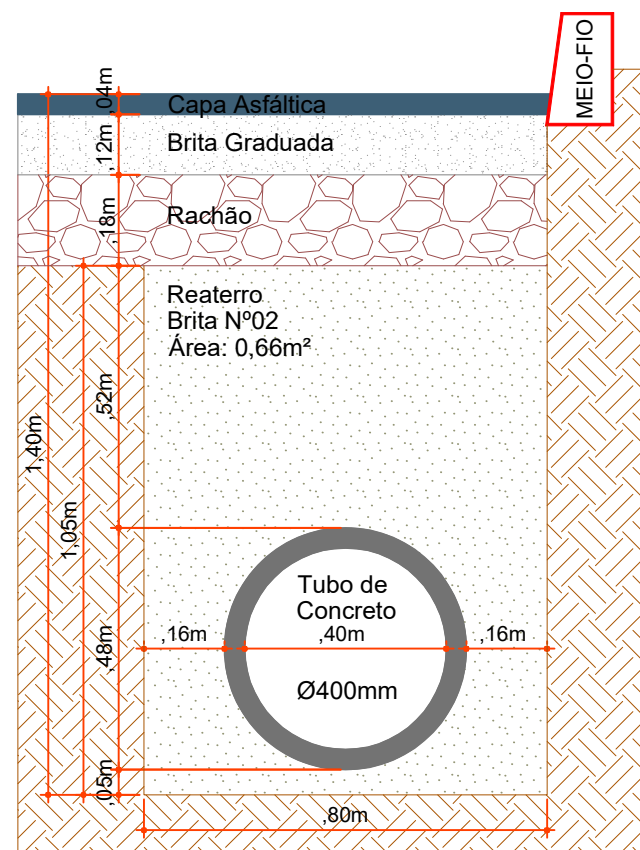 MEIO-FIO
,04m
Capa Asfáltica
,12m
Brita Graduada
,18m
Rachão
Reaterro
Brita Nº02
Área: 0,66m²
,52m
1,40m
1,05m
Tubo de
Concreto
,16m
,40m
,16m
,48m
Ø400mm
,05m
,80m